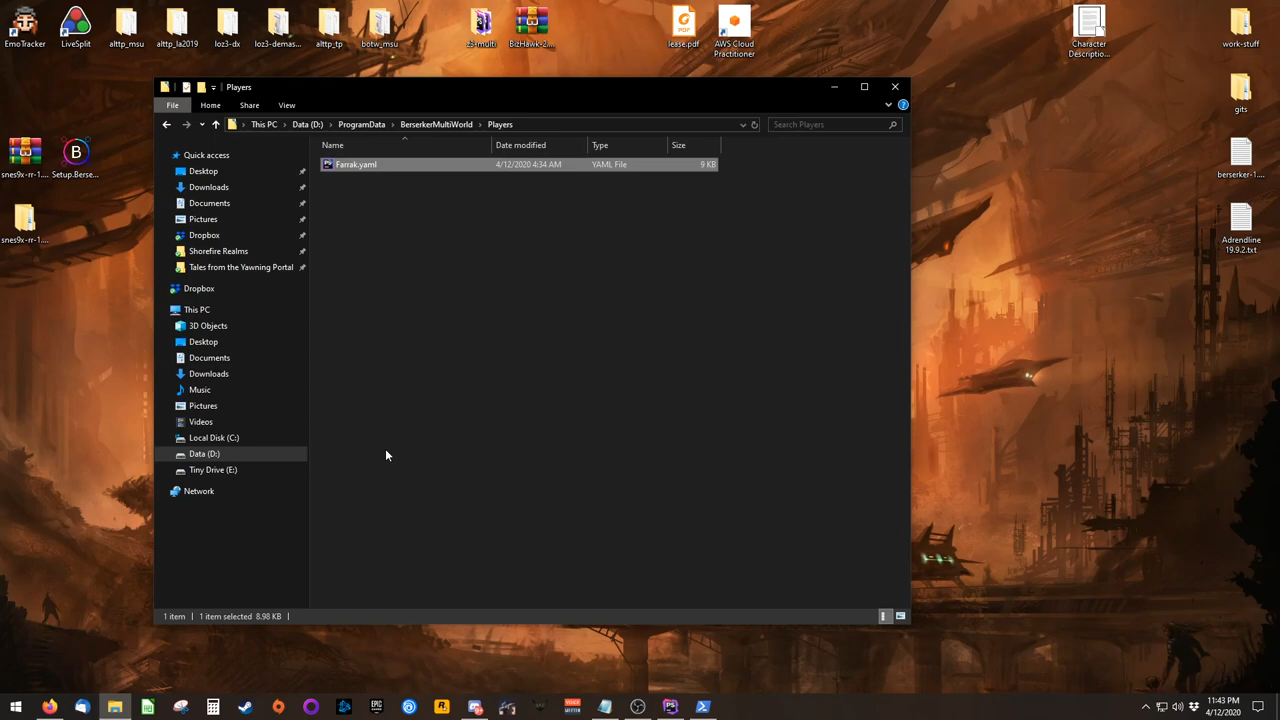 EmoTracker
LiveSplit
alttp_msu
alttp_la2019
loz3-dx
loz3-demas...
alttp_tp
botw_msu
z3-multi
BizHawk-2....
lease.pdf
AWS Cloud
Practitioner
Character
Descriptio...
work-stuff
gits
snes9x-rr-1....
Setup.Berse...
berserker-1....
snes9x-rr-1....
Adrendline
19.9.2.txt
Players
File
Home
Share
View
This PC
Data (D:)
ProgramData
BerserkerMultiWorld
Players
Search Players
Name
Date modified
Type
Size
Farrak.yaml
4/12/2020 4:34 AM
YAML File
9 KB
Quick access
Desktop
Downloads
Documents
Pictures
Dropbox
Shorefire Realms
Tales from the Yawning Portal
Dropbox
This PC
3D Objects
Desktop
Documents
Downloads
Music
Pictures
Videos
Local Disk (C:)
Data (D:)
Tiny Drive (E:)
Network
1 item
1 item selected 8.98 KB
11:43 PM
4/12/2020